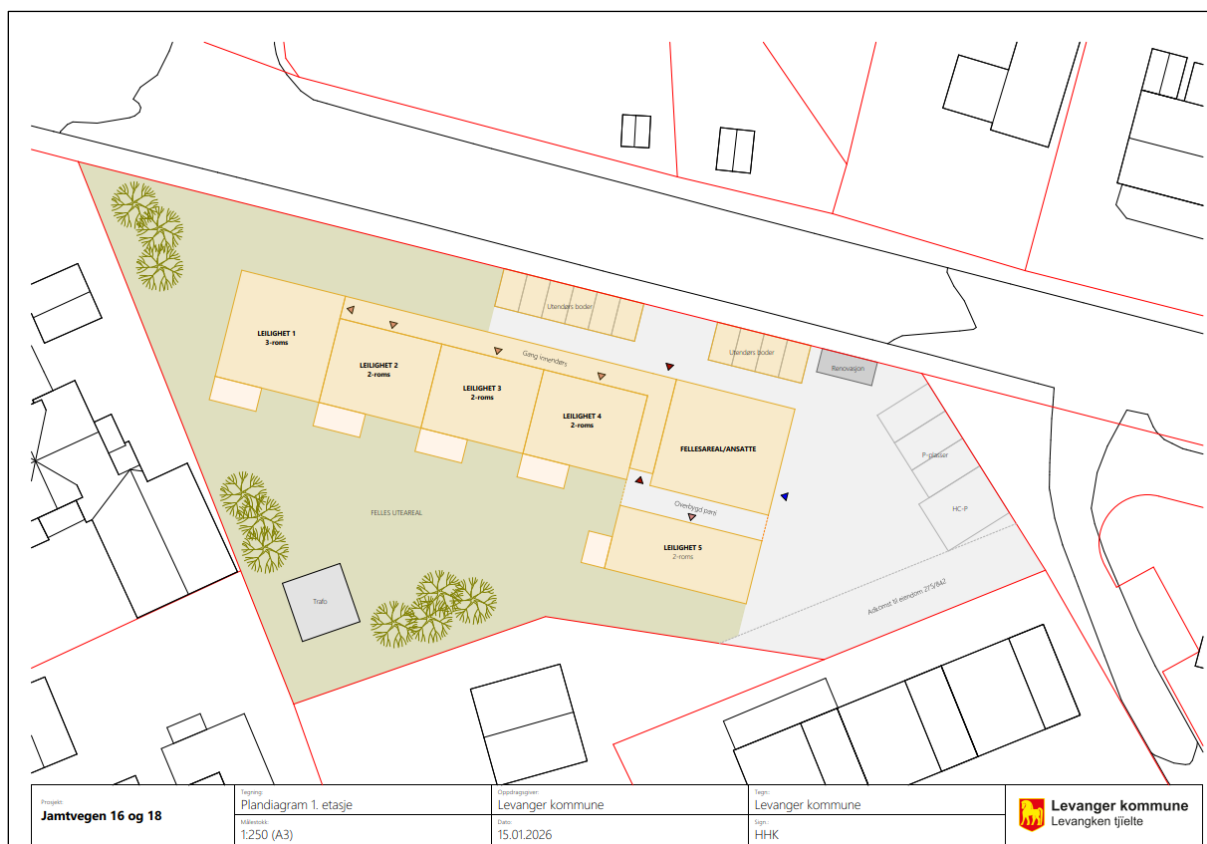 Utendørs boder
LEILIGHET 1
3-roms
Utendørs boder
Gang innendørs
LEILIGHET 2
2-roms
Renovasjon
LEILIGHET 3
2-roms
LEILIGHET 4
2-roms
FELLESAREAL/ANSATTE
P-plasser
Overbygd parti
HC-P
FELLES UTEAREAL
LEILIGHET 5
2-roms
Trafo
Adkomst til eiendom 275/842
Prosjekt:
Jamtvegen 16 og 18
Tegning:
Plandiagram 1. etasje
Målestokk:
1:250 (A3)
Oppdragsgiver:
Levanger kommune
Dato:
15.01.2026
Tegn:
Levanger kommune
Sign.:
HHK
Levanger kommune
Levangken tjïelte